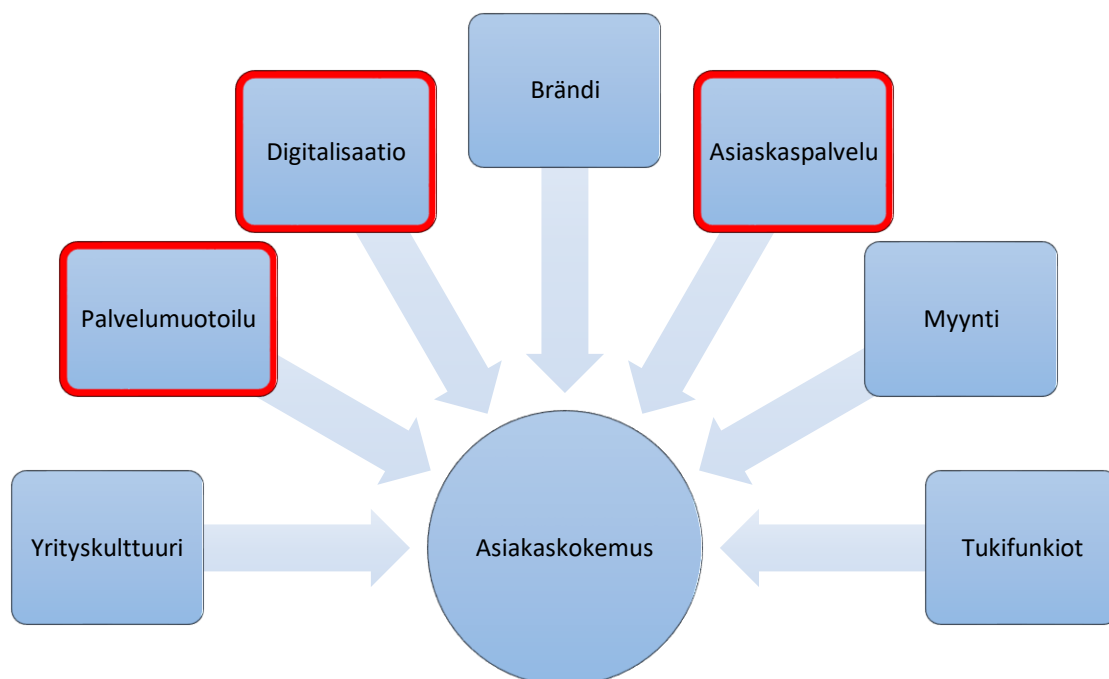 Brändi
Digitalisaatio
Asiaskaspalvelu
Palvelumuotoilu
Myynti
Yrityskulttuuri
Asiakaskokemus
Tukifunkiot